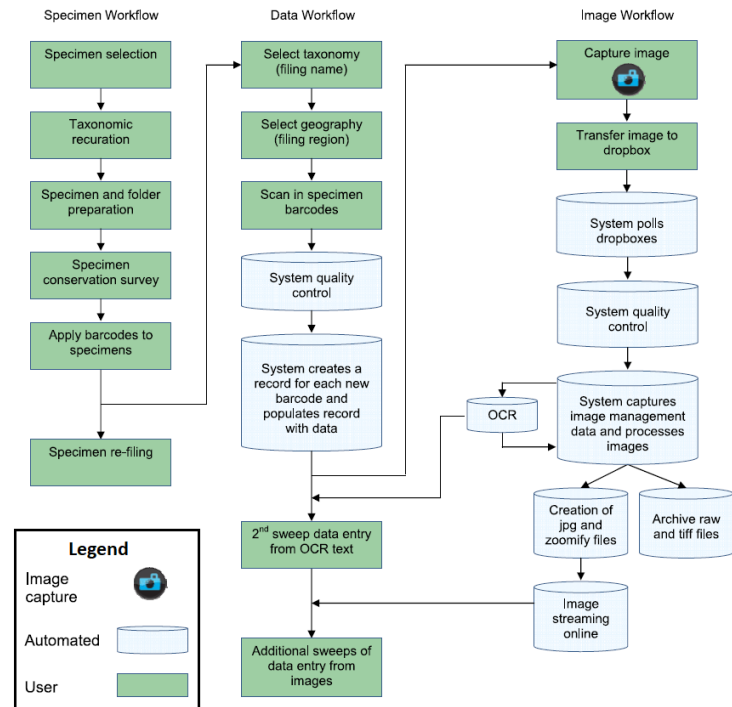 Specimen Workflow
Data Workflow
Image Workflow
Specimen selection
Taxonomic
recuration
Specimen and folder
preparation
Specimen
conservation survey
Apply barcodes to
specimens
Specimen re-filing
Select taxonomy
(filing name)
Select geography
(filing region)
Scan in specimen
barcodes
System quality
control
System creates a
record for each new
barcode and
populates record
with data
2nd sweep data entry
from OCR text
Additional sweeps of
data entry from
images
Capture image
Transfer image to
dropbox
System polls
dropboxes
System quality
control
System captures
image management
data and processes
images
OCR
Creation of
jpg and
zoomify files
Archive raw
and tiff files
Image
streaming
online
Legend
Image
capture
Automated
User